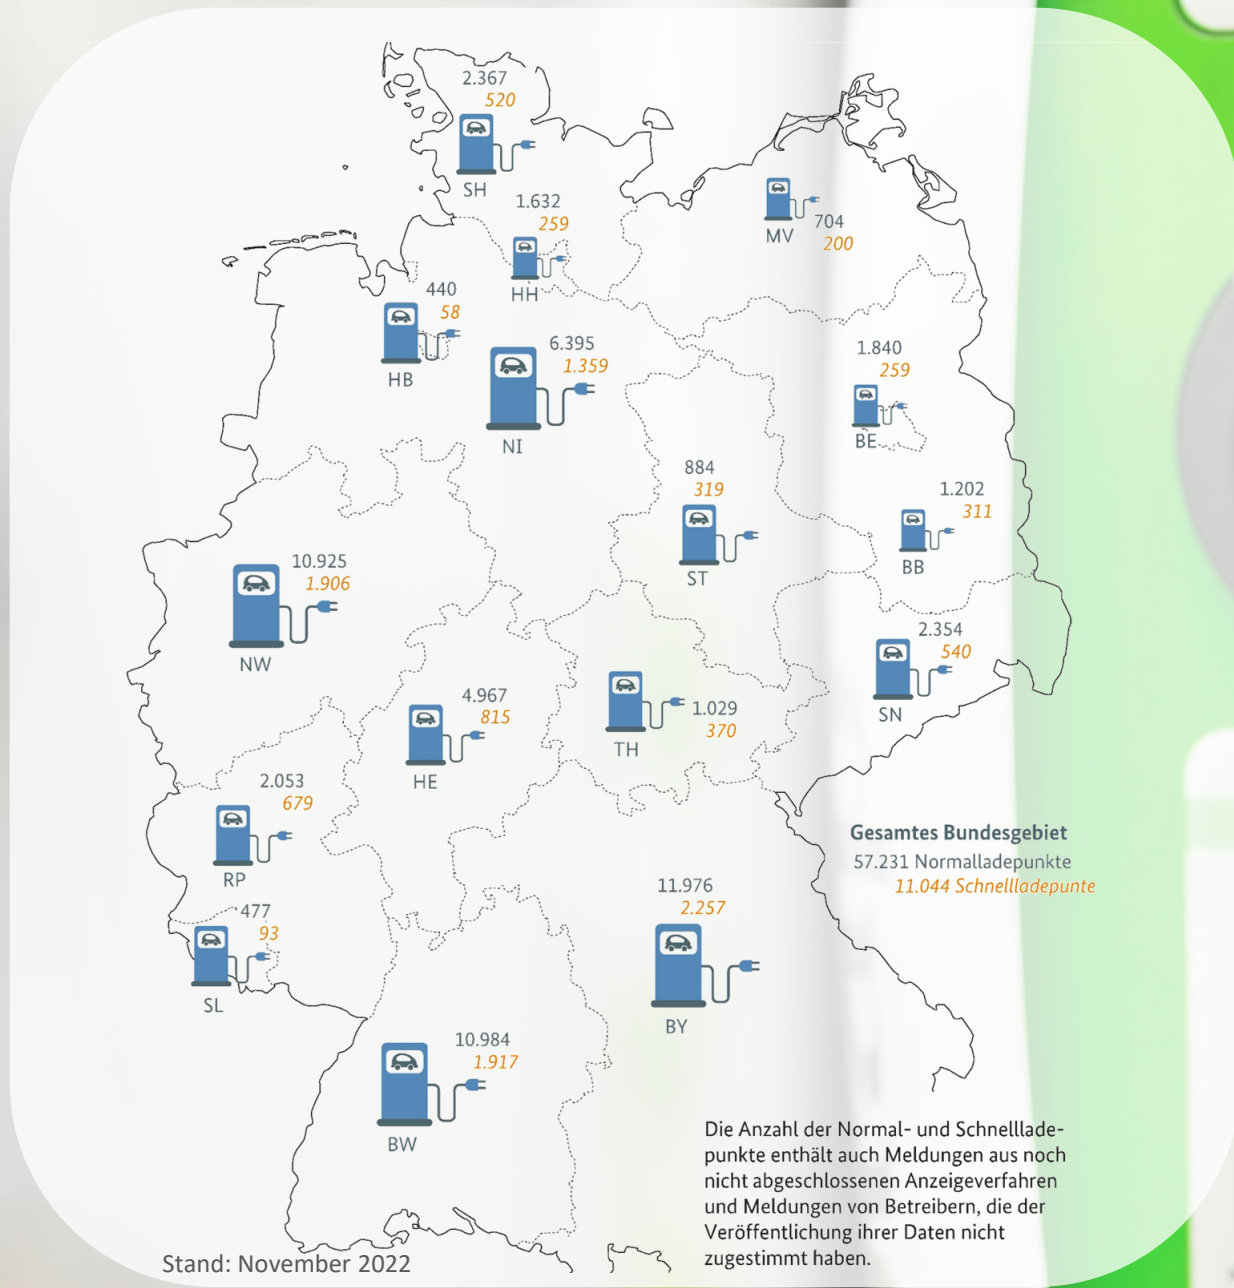 2.367
520
SH
1.632
259
HH
704
MV
200
440
58
HB
6.395
1.359
NI
1.840
259
BE
884
319
ST
1.202
311
BB
10.925
1.906
NW
2.354
540
SN
4.967
815
HE
1.029
370
TH
2.053
679
RP
Gesamtes Bundesgebiet
57.231 Normalladepunkte
11.044 Schnellladepunte
477
93
SL
11.976
2.257
BY
10.984
1.917
BW
Die Anzahl der Normal- und Schnelllade-
punkte enthält auch Meldungen aus noch
nicht abgeschlossenen Anzeigeverfahren
und Meldungen von Betreibern, die der
Veröffentlichung ihrer Daten nicht
zugestimmt haben.
Stand: November 2022